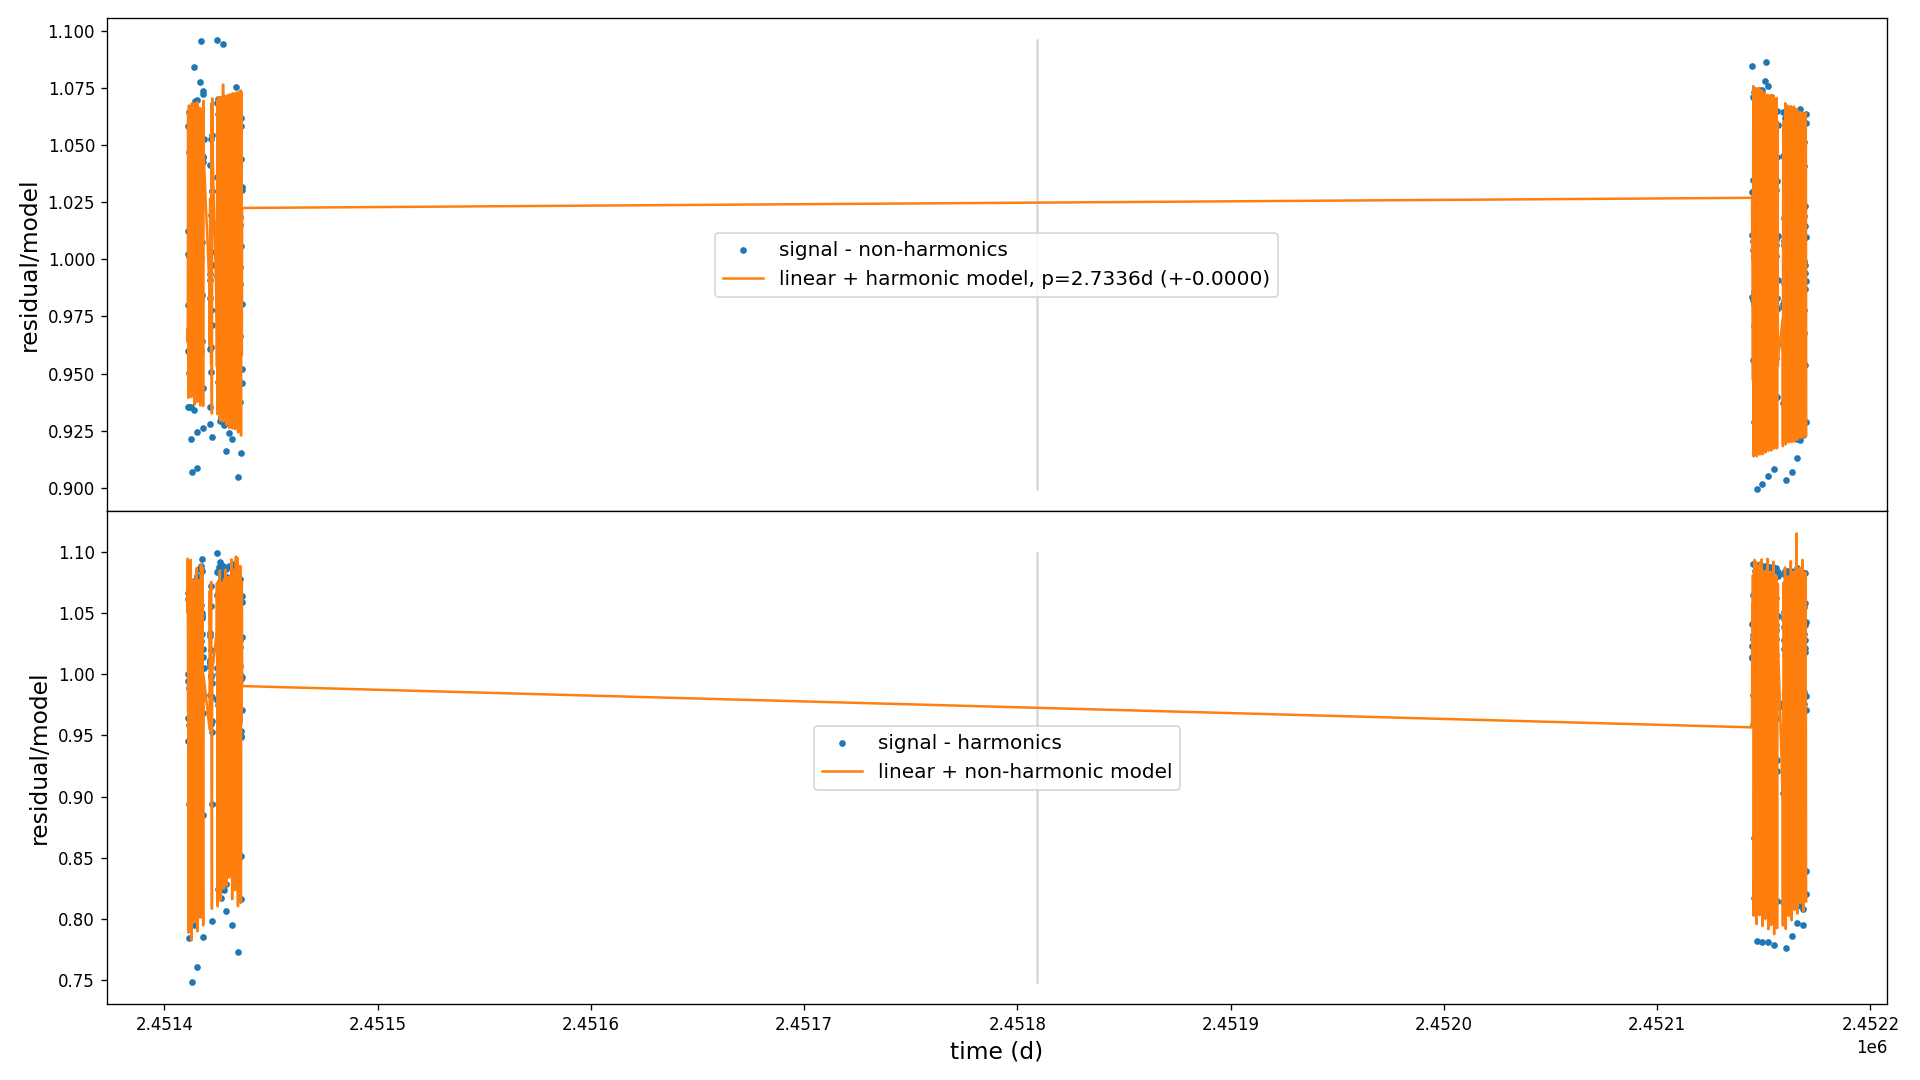 1.100
1.075
1.050
1.025
1.000
0.975
0.950
0.925
0.900
residual/model
signal - non-harmonics
linear + harmonic model, p=2.7336d (+-0.0000)
1.10
1.05
1.00
0.95
0.90
0.85
0.80
0.75
residual/model
signal - harmonics
linear + non-harmonic model
2.4514 2.4515 2.4516 2.4517 2.4518 2.4519 2.4520 2.4521 2.4522
1e6
time (d)